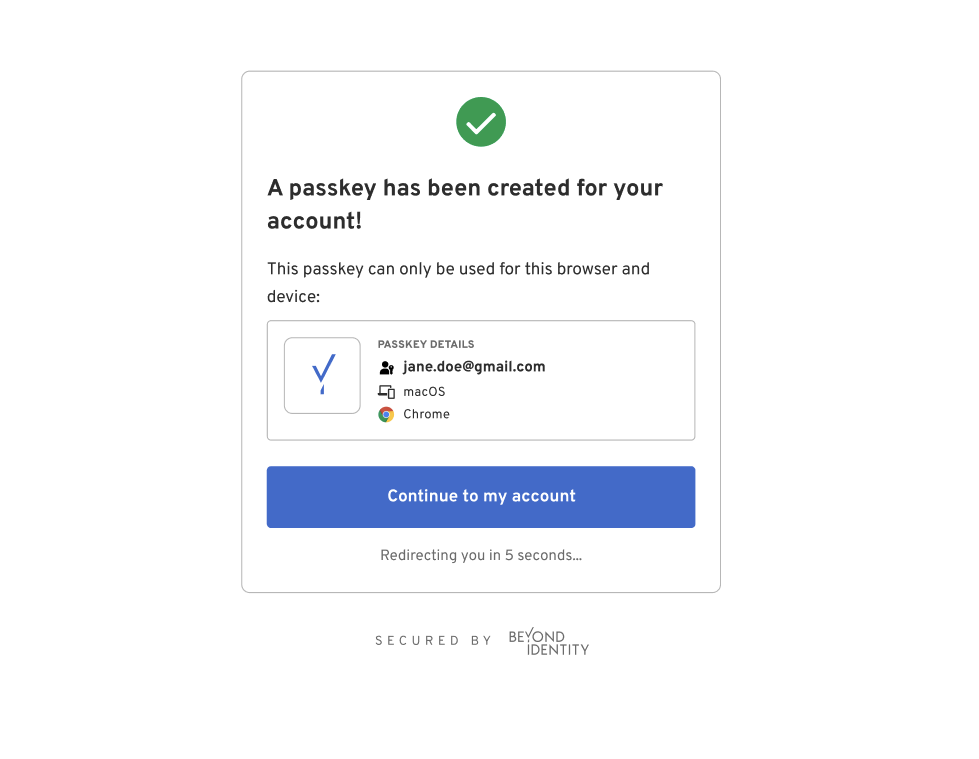 A passkey has been created for your
account!
This passkey can only be used for this browser and
device:
PASSKEY DETAILS
jane.doe@gmail.com
macOS
Chrome
Continue to my account
Redirecting you in 5 seconds...
SECURED BY
BEYOND
IDENTITY